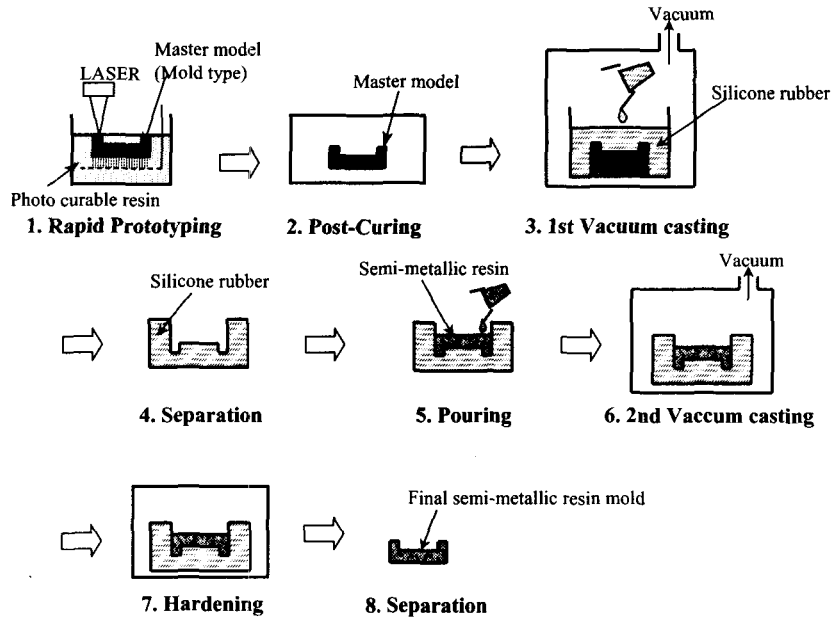 Vacuum
Master model
(Mold type)
LASER
Master model
Silicone rubber
Photo curable resin
1. Rapid Prototyping
2. Post-Curing
3. 1st Vacuum casting
Silicone rubber
Semi-metallic resin
Vacuum
4. Separation
5. Pouring
6. 2nd Vaccum casting
Final semi-metallic resin mold
7. Hardening
8. Separation